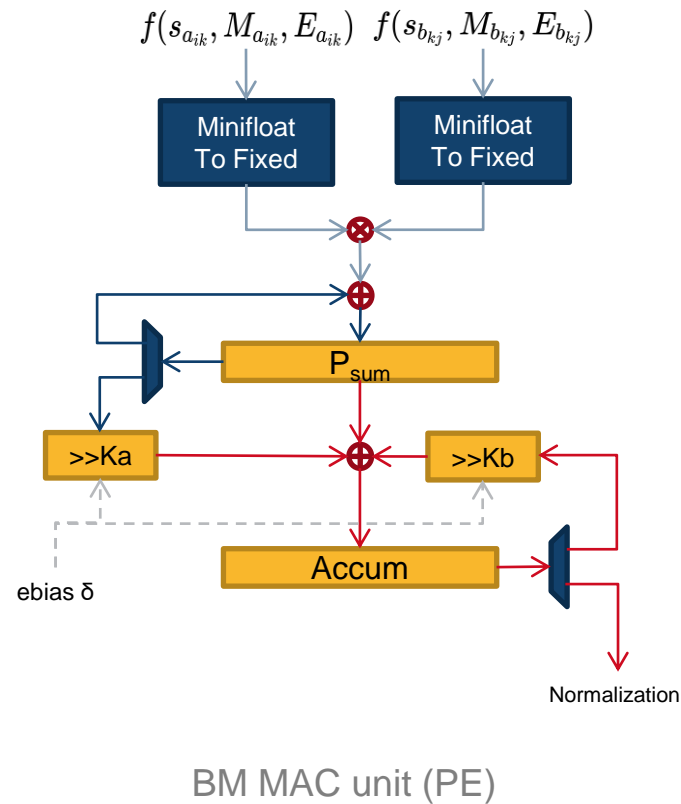 f(s_{a_{ik}}, M_{a_{ik}}, E_{a_{ik}}) f(s_{b_{kj}}, M_{b_{kj}}, E_{b_{kj}})
Minifloat
To Fixed
Minifloat
To Fixed
P_{sum}
>>Ka
>>Kb
Accum
ebias δ
Normalization
BM MAC unit (PE)